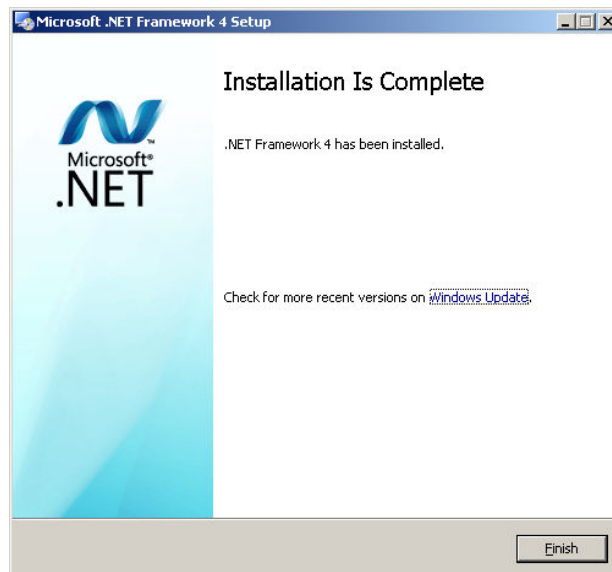 Microsoft .NET Framework 4 Setup
Installation Is Complete
Microsoft®
.NET
.NET Framework 4 has been installed.
Check for more recent versions on Windows Update.
Finish